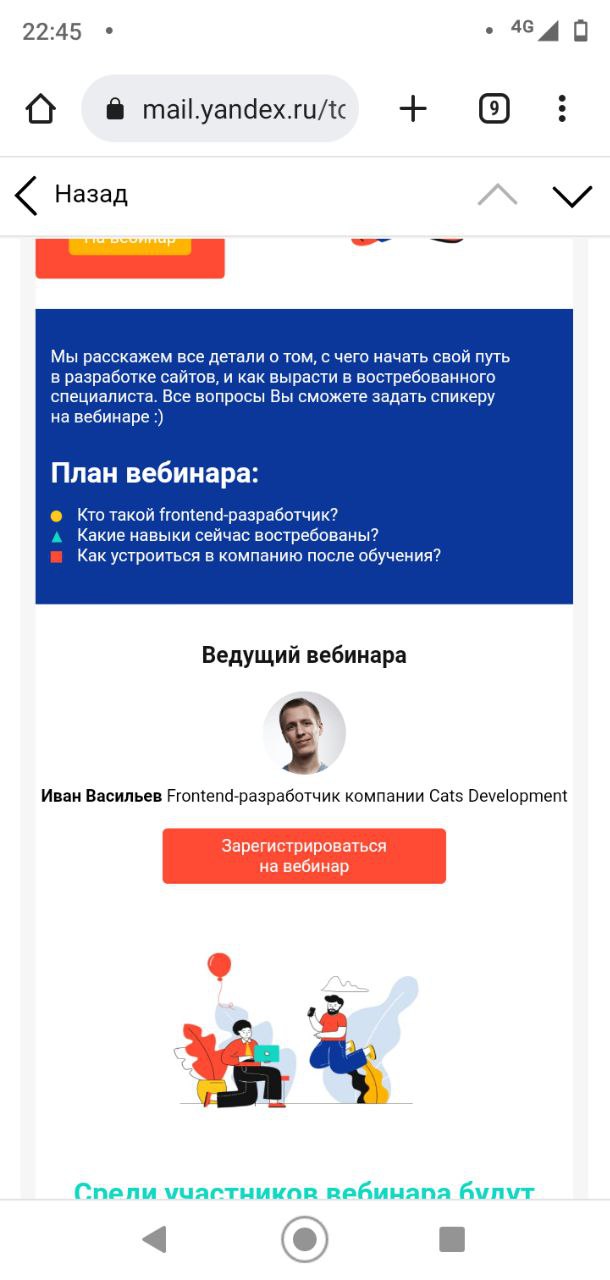 22:45
4G
mail.yandex.ru/tc
9
Назад
На вебинар
Мы расскажем все детали о том, с чего начать свой путь
в разработке сайтов, и как вырасти в востребованного
специалиста. Все вопросы Вы сможете задать спикеру
на вебинаре :)
План вебинара:
Кто такой frontend-разработчик?
Какие навыки сейчас востребованы?
Как устроиться в компанию после обучения?
Ведущий вебинара
Иван Васильев Frontend-разработчик компании Cats Development
Зарегистрироваться
на вебинар
Среди участников вебинара будут